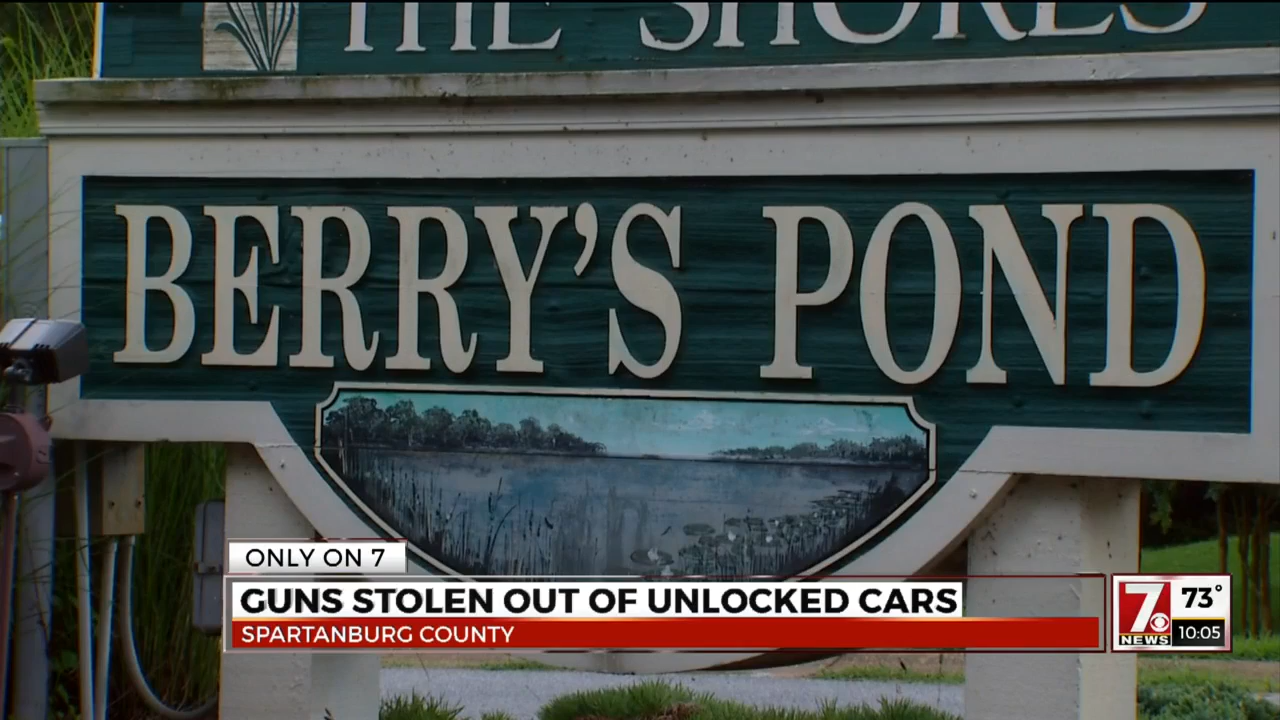 THE SHORES
BERRY'S POND
ONLY ON 7
GUNS STOLEN OUT OF UNLOCKED CARS
SPARTANBURG COUNTY
7
NEWS
73°
10:05